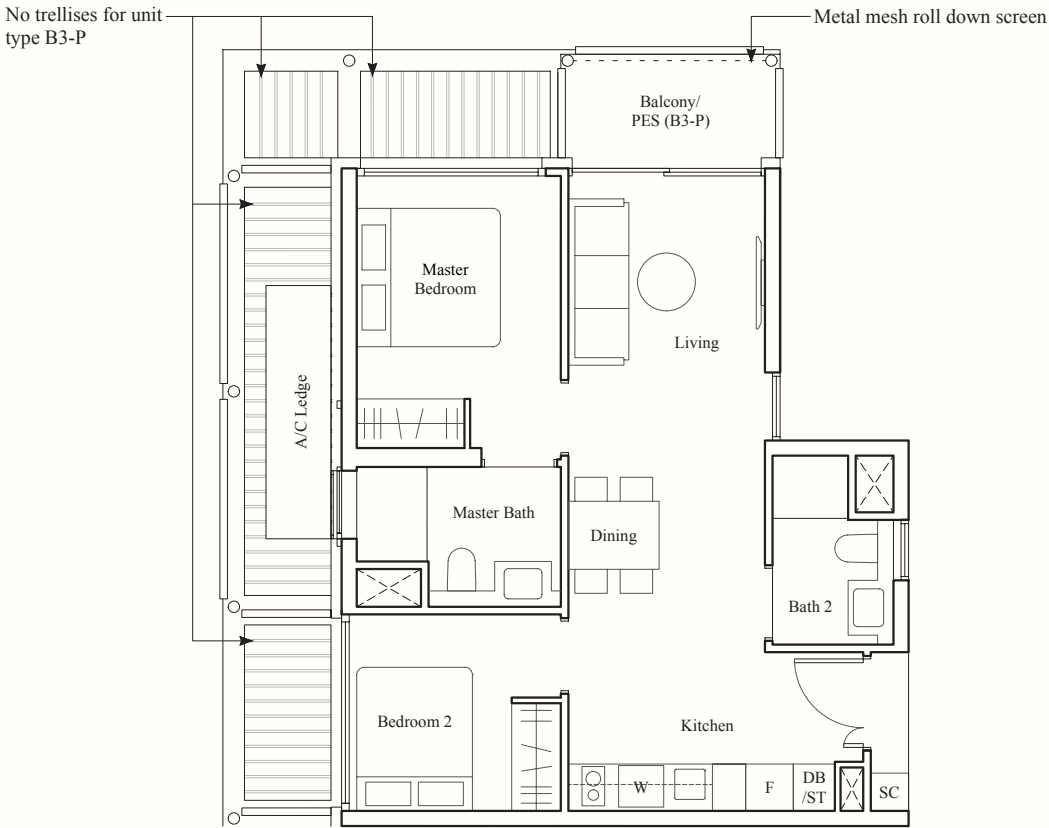 No trellises for unit
type B3-P
Metal mesh roll down screen
Balcony/
PES (B3-P)
Master
Bedroom
Living
A/C Ledge
Master Bath
Dining
Bath 2
Bedroom 2
Kitchen
W
F
DB
/ST
SC